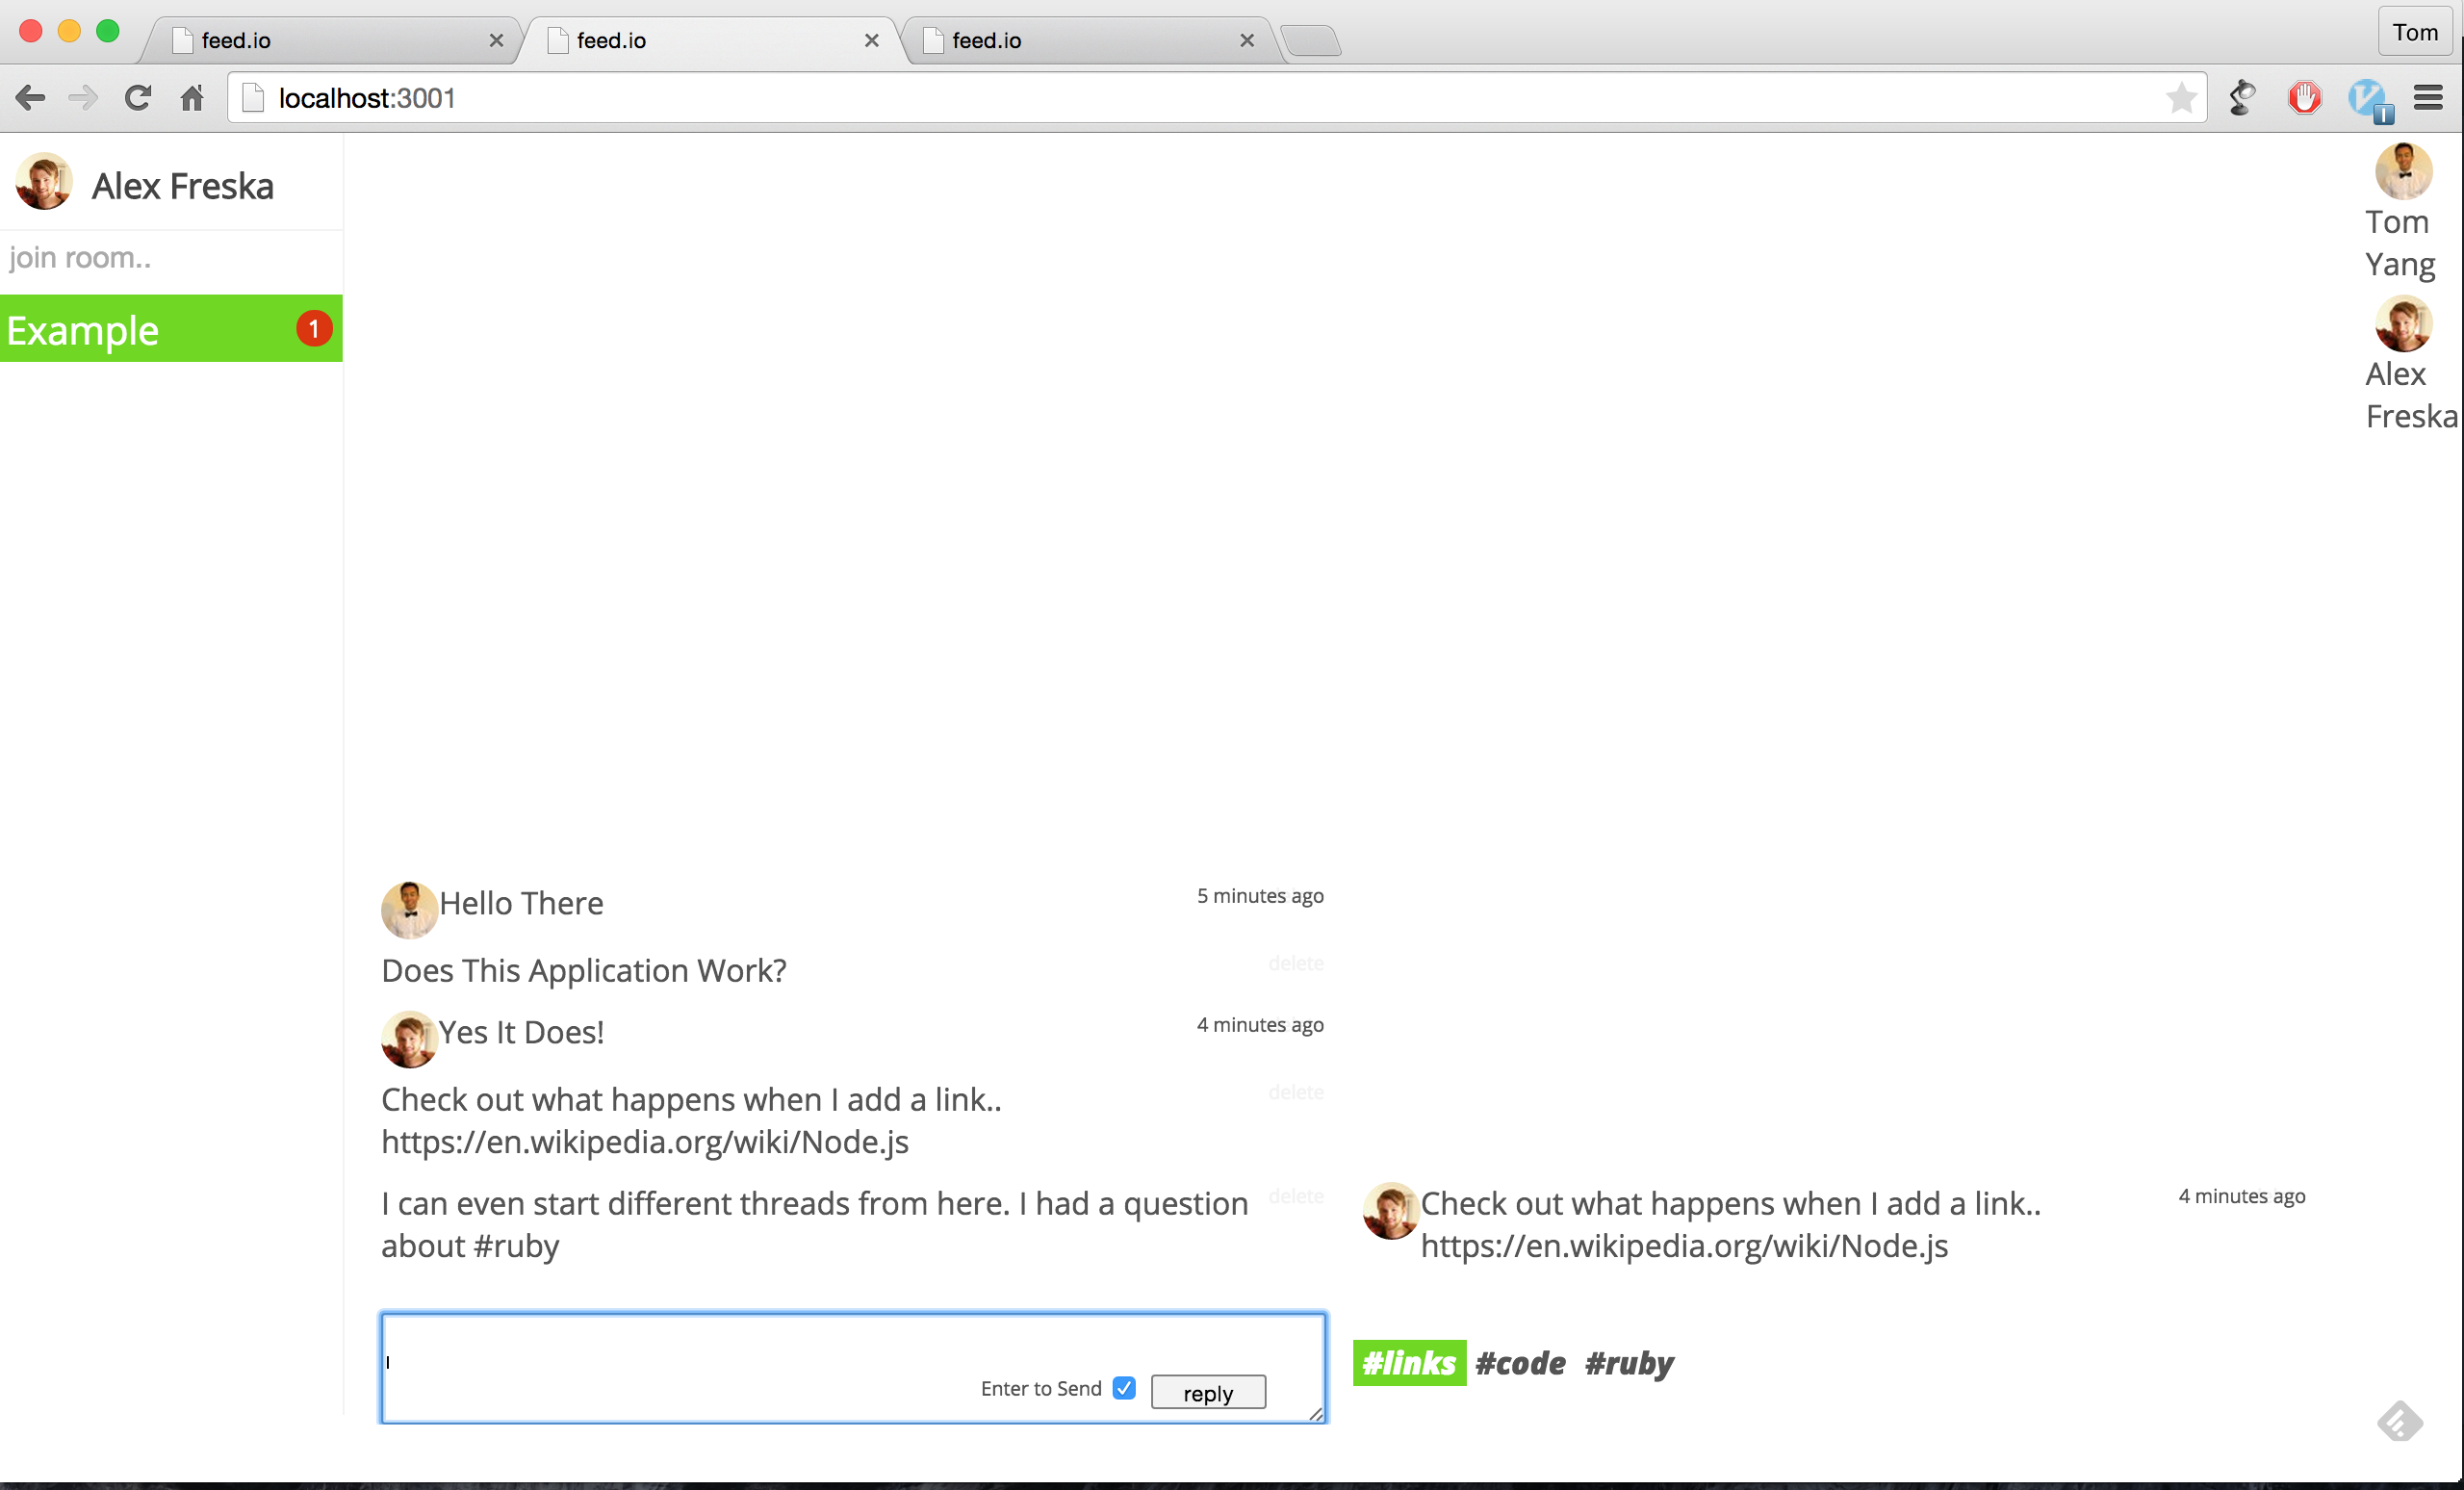 feed.io
feed.io
feed.io
Tom
localhost:3001
Alex Freska
join room..
Example
1
Tom
Yang
Alex
Freska
Hello There
5 minutes ago
Does This Application Work?
delete
Yes It Does!
4 minutes ago
Check out what happens when I add a link..
delete
https://en.wikipedia.org/wiki/Node.js
I can even start different threads from here. I had a question
delete
about #ruby
Check out what happens when I add a link..
4 minutes ago
https://en.wikipedia.org/wiki/Node.js
Enter to Send
reply
#links #code #ruby